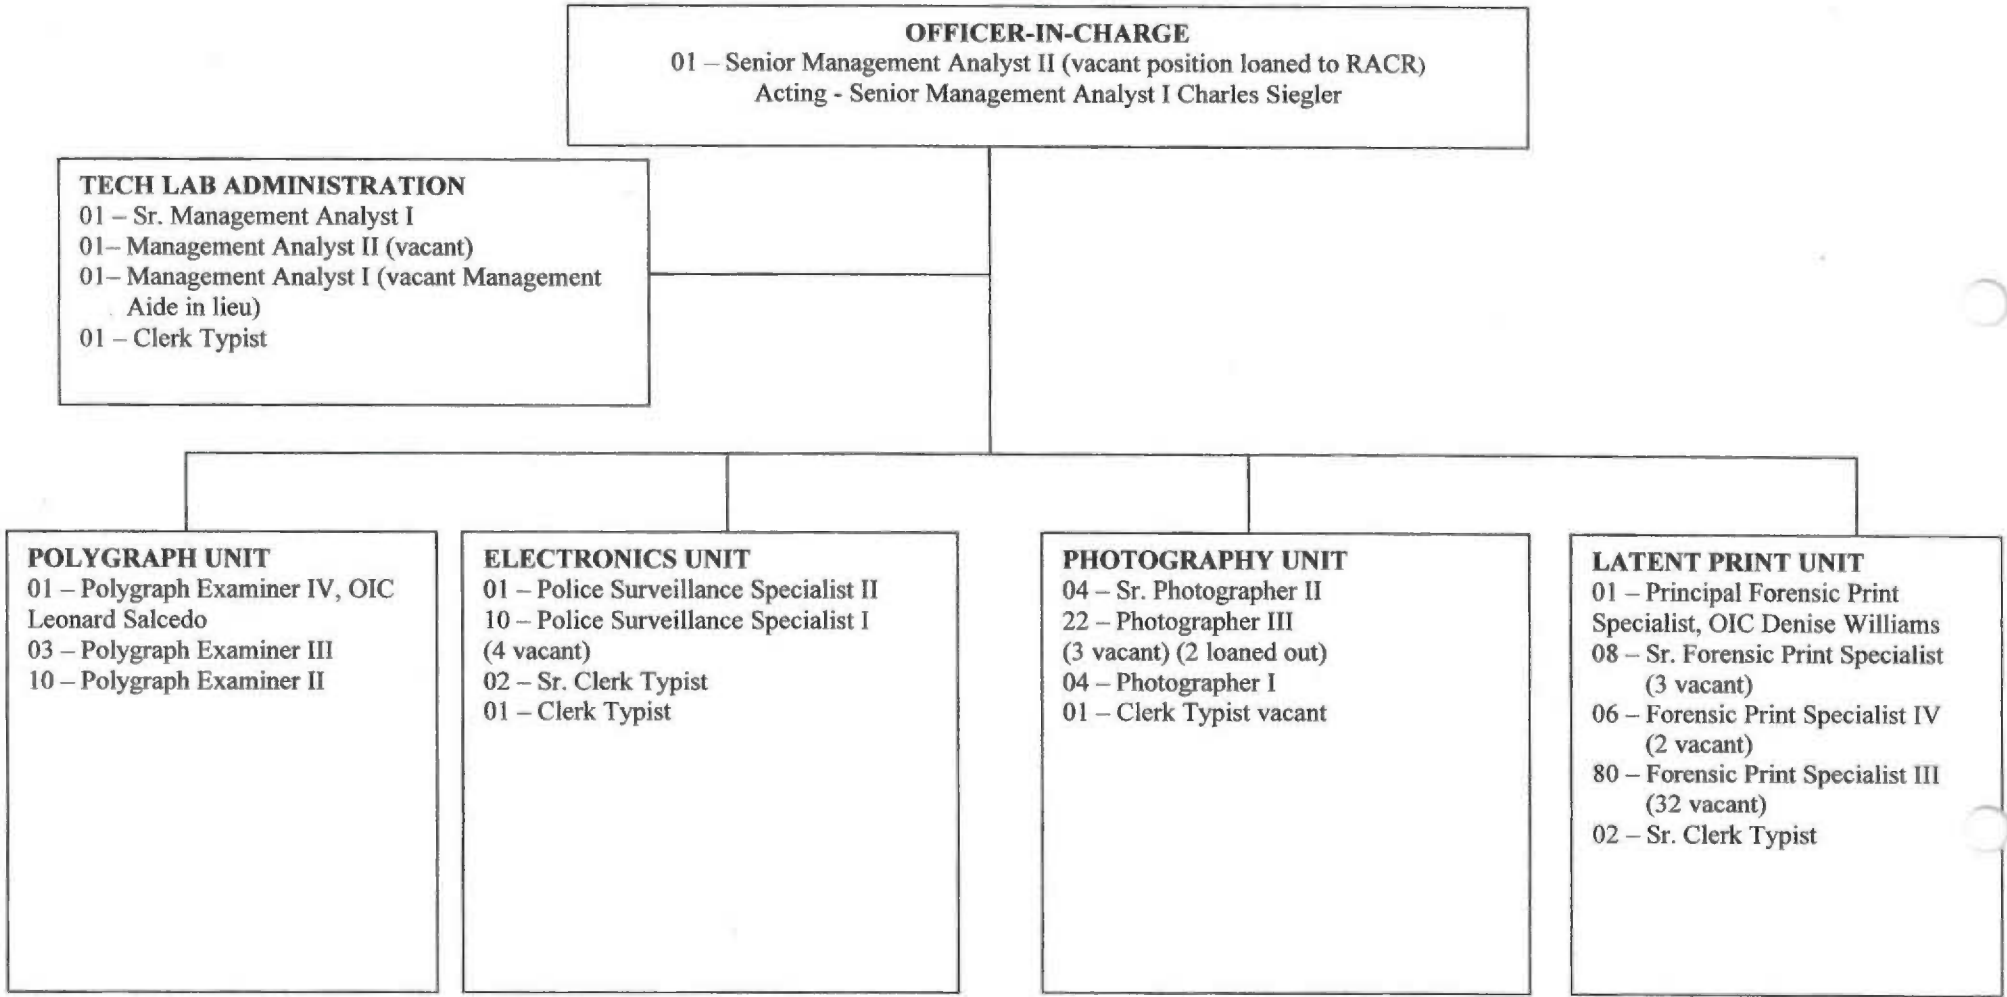 OFFICER-IN-CHARGE
01 – Senior Management Analyst II (vacant position loaned to RACR)
Acting - Senior Management Analyst I Charles Siegler
TECH LAB ADMINISTRATION
01 – Sr. Management Analyst I
01– Management Analyst II (vacant)
01– Management Analyst I (vacant Management
Aide in lieu)
01 – Clerk Typist
POLYGRAPH UNIT
01 – Polygraph Examiner IV, OIC
Leonard Salcedo
03 – Polygraph Examiner III
10 – Polygraph Examiner II
ELECTRONICS UNIT
01 – Police Surveillance Specialist II
10 – Police Surveillance Specialist I
(4 vacant)
02 – Sr. Clerk Typist
01 – Clerk Typist
PHOTOGRAPHY UNIT
04 – Sr. Photographer II
22 – Photographer III
(3 vacant) (2 loaned out)
04 – Photographer I
01 – Clerk Typist vacant
LATENT PRINT UNIT
01 – Principal Forensic Print
Specialist, OIC Denise Williams
08 – Sr. Forensic Print Specialist
(3 vacant)
06 – Forensic Print Specialist IV
(2 vacant)
80 – Forensic Print Specialist III
(32 vacant)
02 – Sr. Clerk Typist